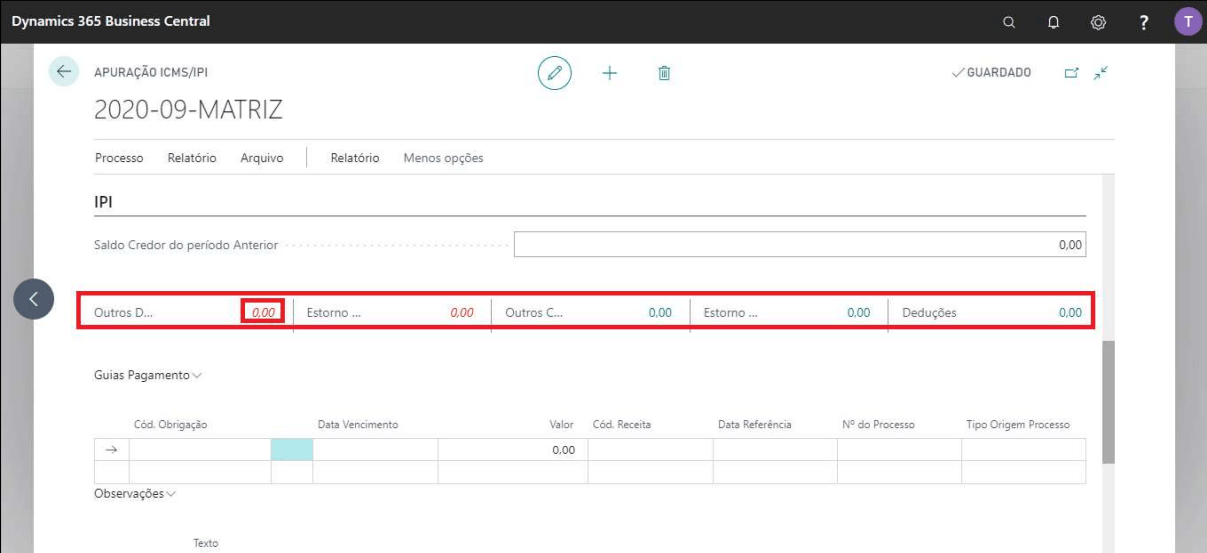 Dynamics 365 Business Central ? T
APURAÇÃO ICMS/IPI GUARDADO
2020-09-MATRIZ
Processo Relatório Arquivo Relatório Menos opções
IPI
Saldo Credor do período Anterior 0,00
Outros D... 0,00 Estorno ... 0,00 Outros C... 0,00 Estorno ... 0,00 Deduções 0,00
Guias Pagamento
Cód. Obrigação Data Vencimento Valor Cód. Receita Data Referência Nº do Processo Tipo Origem Processo
0,00
Observações
Texto